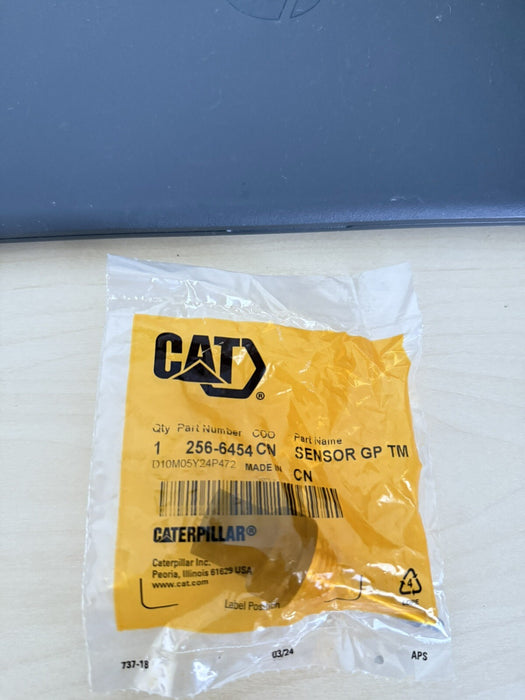 CAT®
Qty Part Number COO Part Name
1 256-6454 CN SENSOR GP TM
D10M05Y24P472 MADE IN CN
CATERPILLAR®
Caterpillar Inc.
Peoria, Illinois 61629 USA
www.cat.com
Label Position
4
737-18 03/24 APS